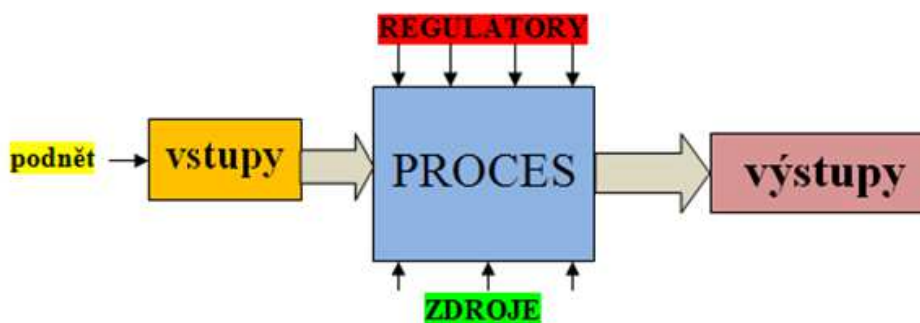 REGULATORY
podnět
vstupy
PROCES
výstupy
ZDROJE